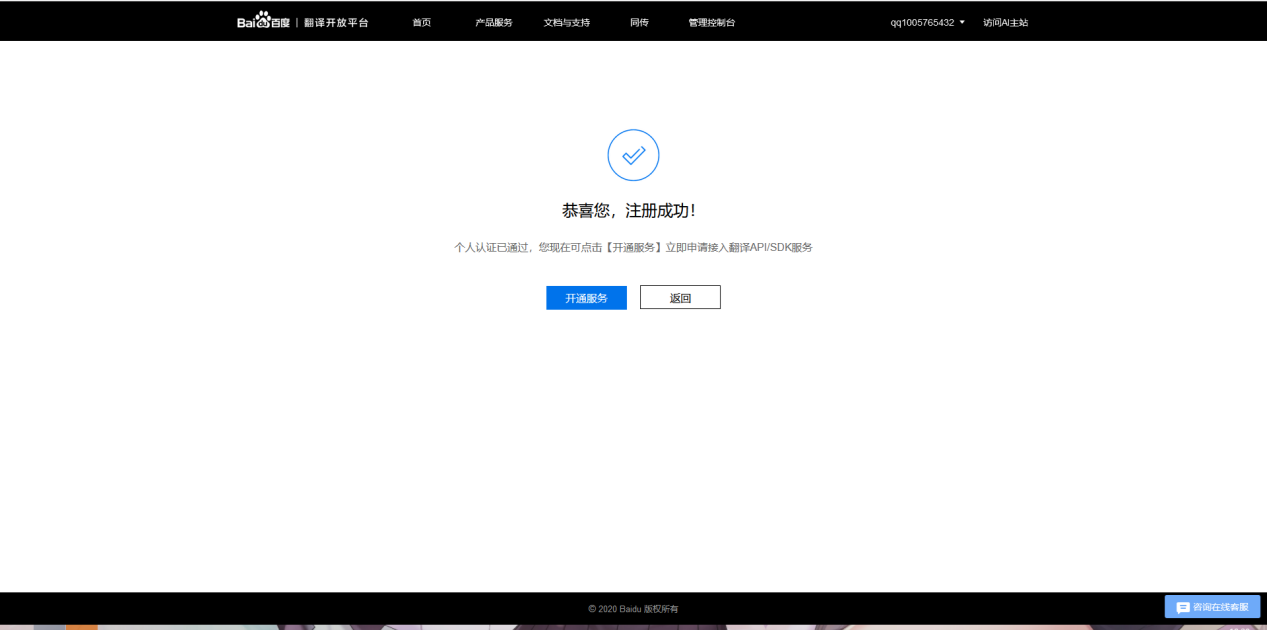 Bai百度 | 翻译开放平台 首页 产品服务 文档与支持 同传 管理控制台 qq1005765432 访问AI主站
恭喜您，注册成功！
个人认证已通过，您现在可点击【开通服务】立即申请接入翻译API/SDK服务
开通服务 返回
© 2020 Baidu 版权所有
咨询在线客服